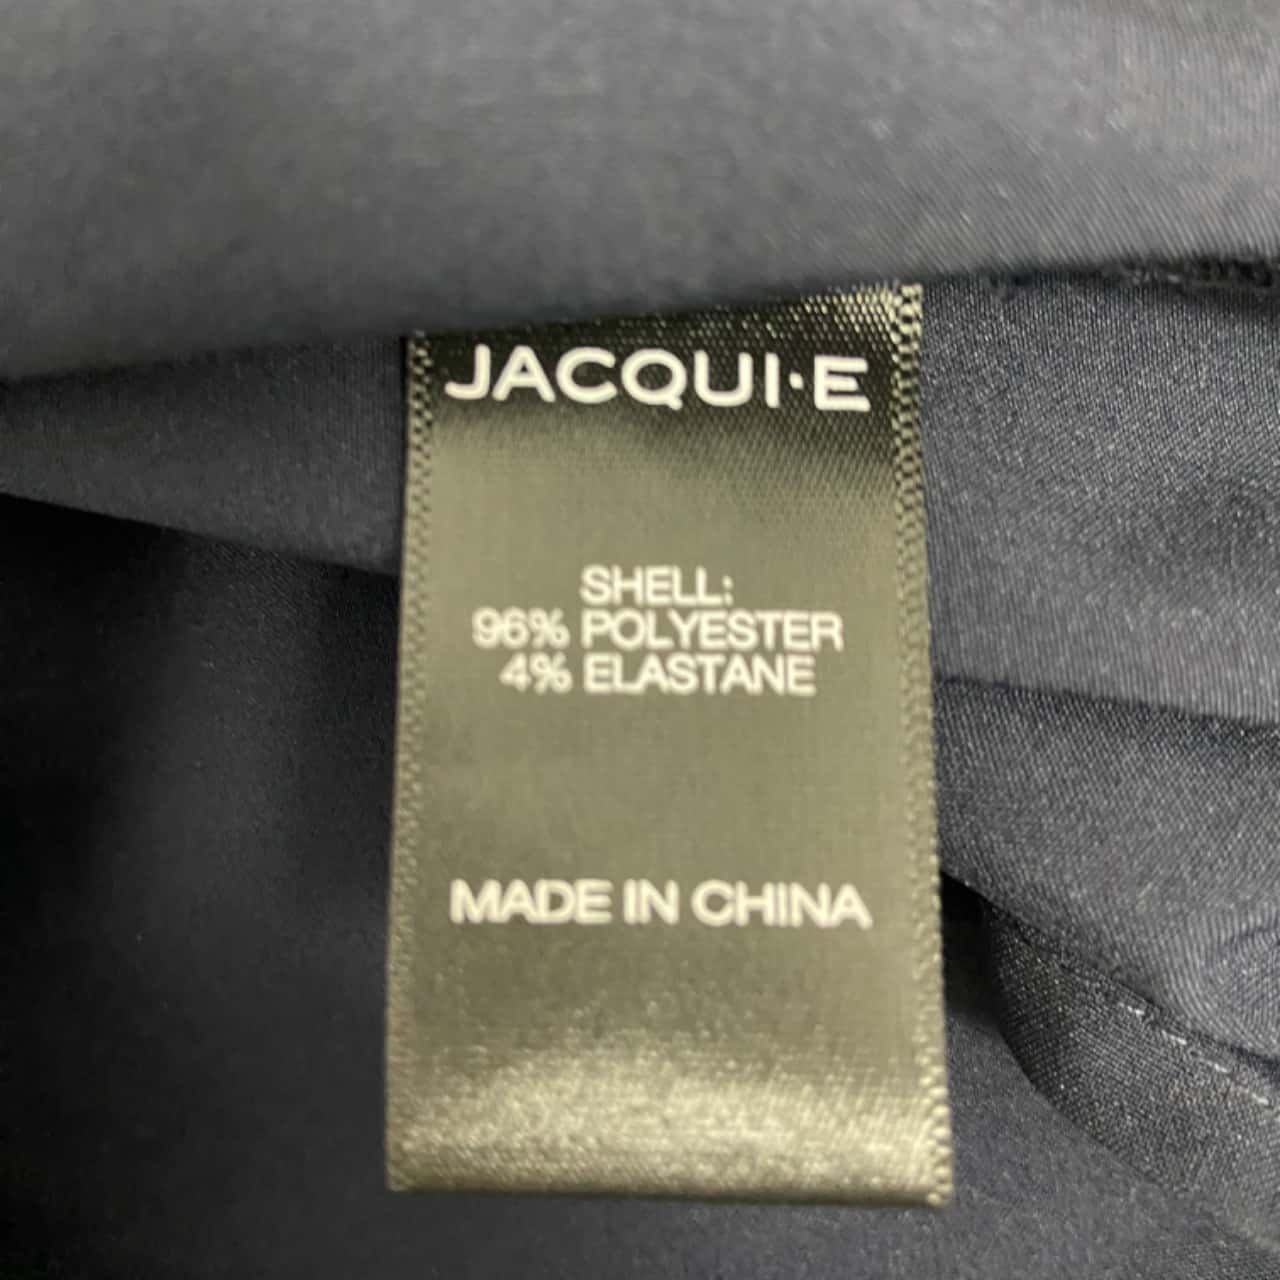 JACQUI·E
SHELL:
96% POLYESTER
4% ELASTANE
MADE IN CHINA